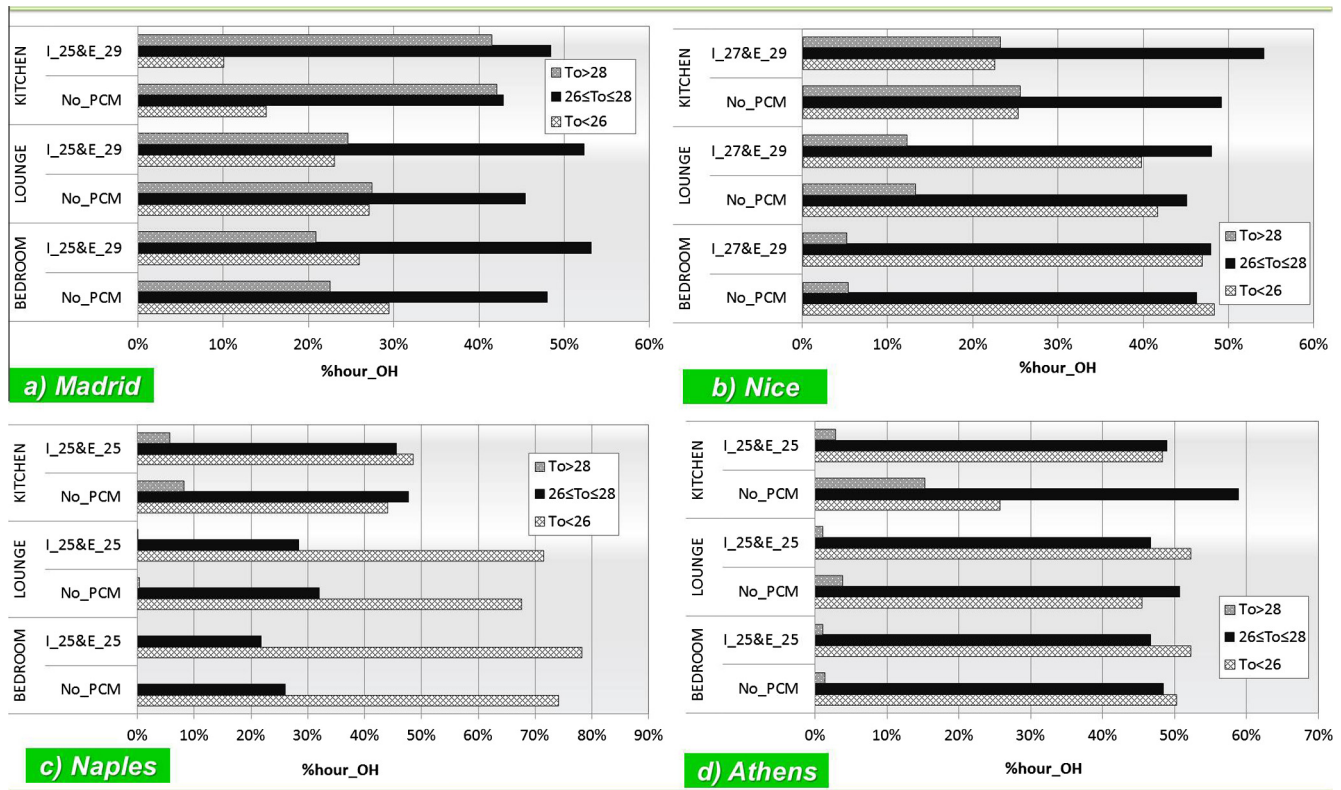 KITCHEN
I_25&E_29
No_PCM
LOUNGE
I_25&E_29
No_PCM
BEDROOM
I_25&E_29
No_PCM
To>28
26≤To≤28
To<26
0% 10% 20% 30% 40% 50% 60%
%hour_OH
a) Madrid
KITCHEN
I_27&E_29
No_PCM
LOUNGE
I_27&E_29
No_PCM
BEDROOM
I_27&E_29
No_PCM
To>28
26≤To≤28
To<26
0% 10% 20% 30% 40% 50% 60%
%hour_OH
b) Nice
KITCHEN
I_25&E_25
No_PCM
LOUNGE
I_25&E_25
No_PCM
BEDROOM
I_25&E_25
No_PCM
To>28
26≤To≤28
To<26
0% 10% 20% 30% 40% 50% 60% 70% 80% 90%
%hour_OH
c) Naples
KITCHEN
I_25&E_25
No_PCM
LOUNGE
I_25&E_25
No_PCM
BEDROOM
I_25&E_25
No_PCM
To>28
26≤To≤28
To<26
0% 10% 20% 30% 40% 50% 60% 70%
%hour_OH
d) Athens